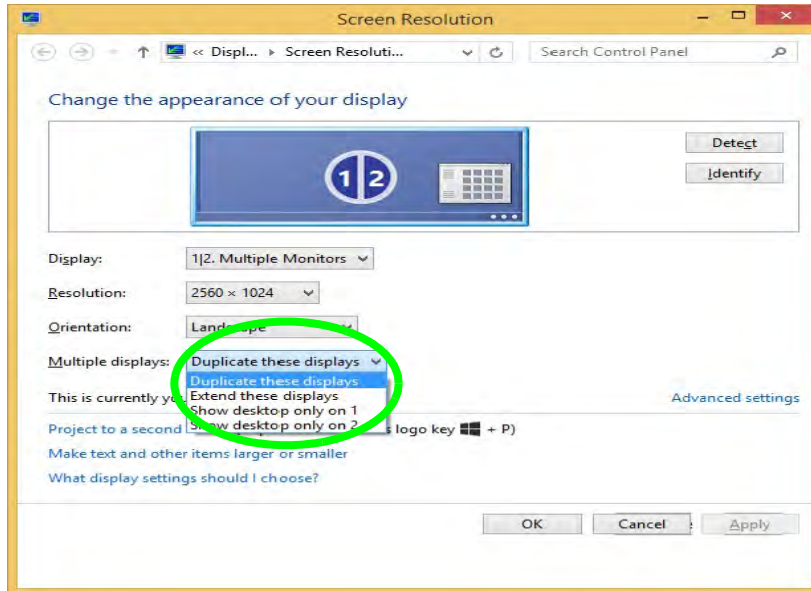 Screen Resolution
« Displ... Screen Resoluti... Search Control Panel
Change the appearance of your display
1 2
Detect
Identify
Display: 1|2. Multiple Monitors
Resolution: 2560 × 1024
Orientation: Landscape
Multiple displays: Duplicate these displays
Duplicate these displays
Extend these displays
Show desktop only on 1
Show desktop only on 2
This is currently yo
Advanced settings
Project to a second logo key + P)
Make text and other items larger or smaller
What display settings should I choose?
OK Cancel Apply